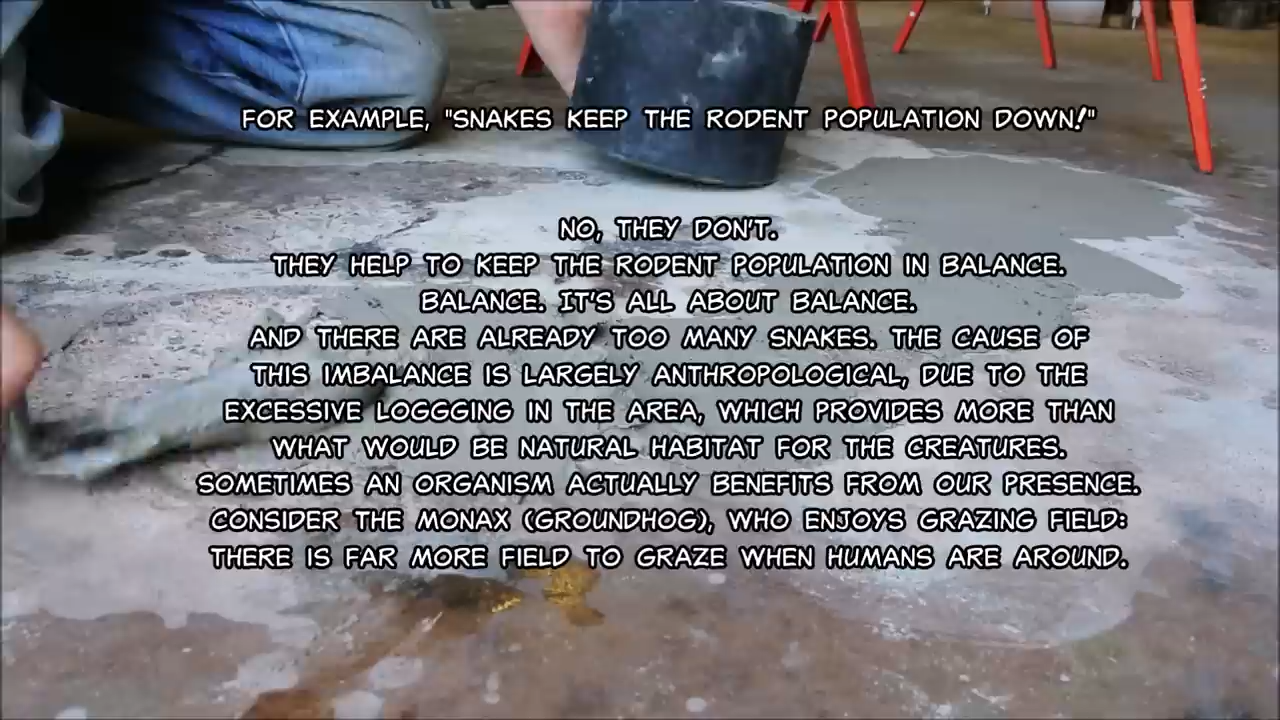 FOR EXAMPLE, "SNAKES KEEP THE RODENT POPULATION DOWN!"
NO, THEY DON'T.
THEY HELP TO KEEP THE RODENT POPULATION IN BALANCE.
BALANCE. IT'S ALL ABOUT BALANCE.
AND THERE ARE ALREADY TOO MANY SNAKES. THE CAUSE OF
THIS IMBALANCE IS LARGELY ANTHROPOLOGICAL, DUE TO THE
EXCESSIVE LOGGGING IN THE AREA, WHICH PROVIDES MORE THAN
WHAT WOULD BE NATURAL HABITAT FOR THE CREATURES.
SOMETIMES AN ORGANISM ACTUALLY BENEFITS FROM OUR PRESENCE.
CONSIDER THE MONAX (GROUNDHOG), WHO ENJOYS GRAZING FIELD:
THERE IS FAR MORE FIELD TO GRAZE WHEN HUMANS ARE AROUND.